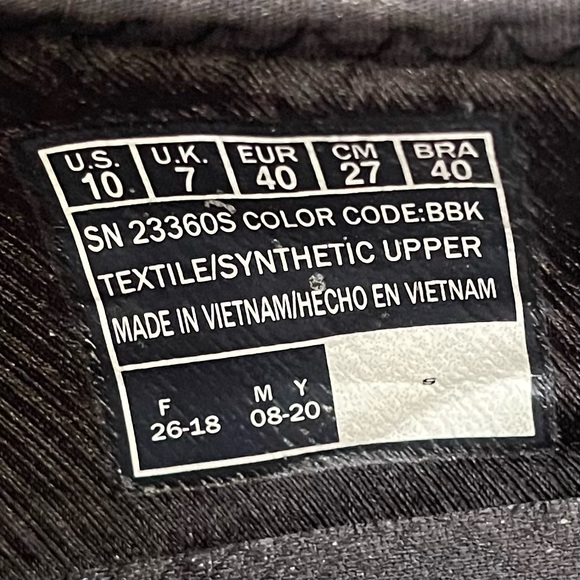 U.S. U.K. EUR CM BRA
10 7 40 27 40
SN 23360S COLOR CODE:BBK
TEXTILE/SYNTHETIC UPPER
MADE IN VIETNAM/HECHO EN VIETNAM
F M Y
26-18 08-20
S